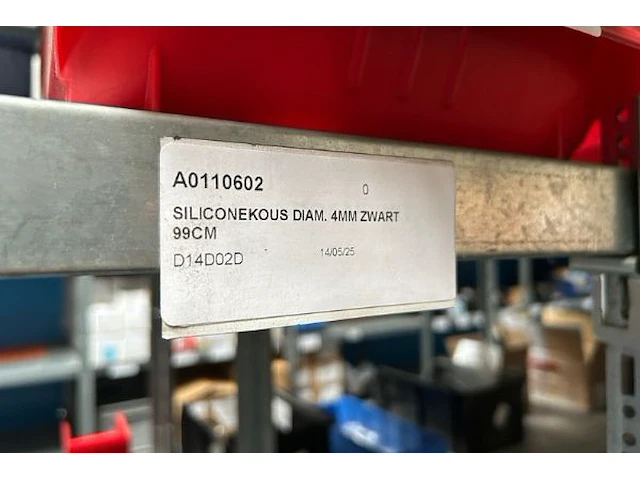 A0110602 0
SILICONEKOUS DIAM. 4MM ZWART
99CM
D14D02D 14/05/25